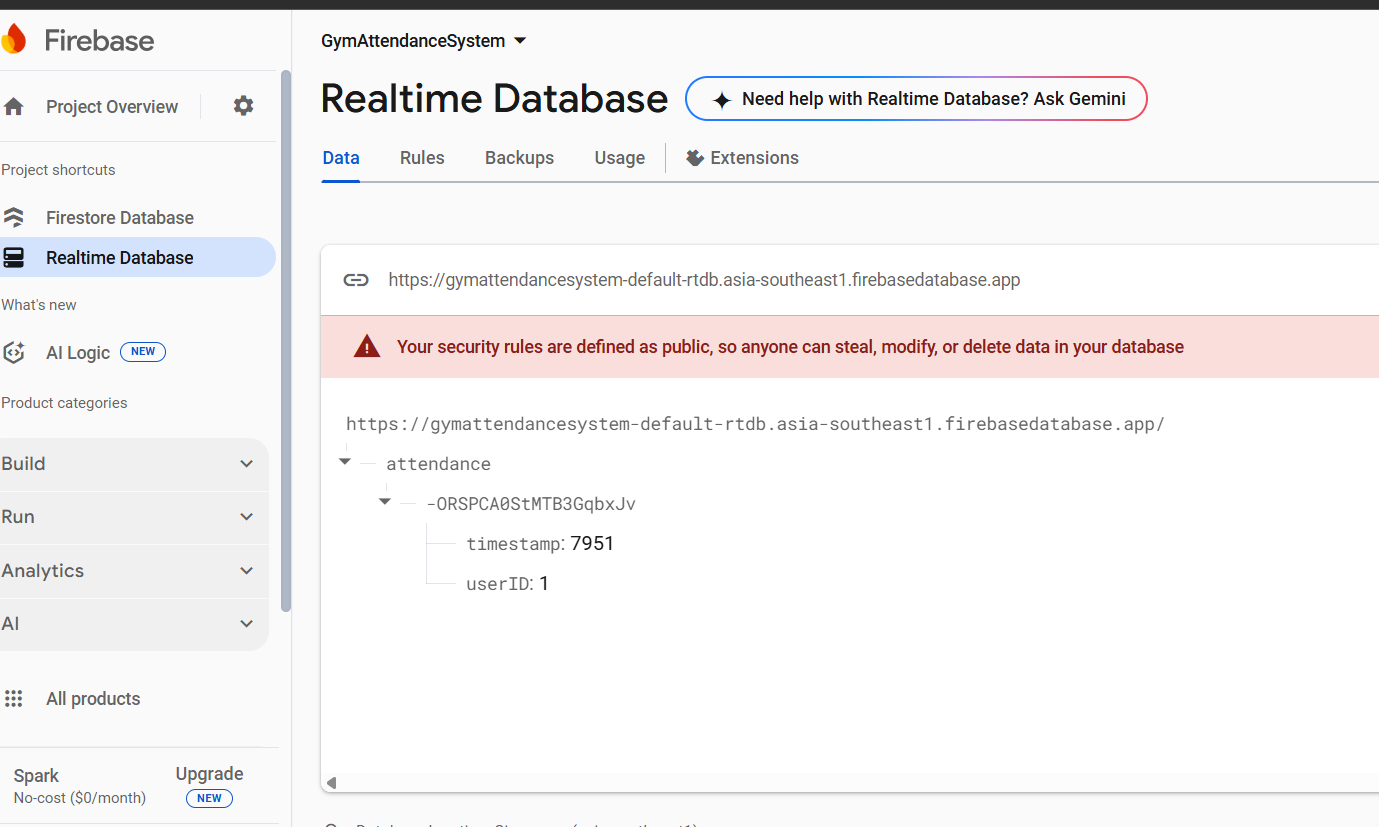 Firebase
Project Overview
Project shortcuts
Firestore Database
Realtime Database
What's new
AI Logic NEW
Product categories
Build
Run
Analytics
AI
All products
Spark
No-cost ($0/month)
Upgrade
NEW
GymAttendanceSystem
Realtime Database
Need help with Realtime Database? Ask Gemini
Data Rules Backups Usage Extensions
https://gymattendancesystem-default-rtdb.asia-southeast1.firebasedatabase.app
Your security rules are defined as public, so anyone can steal, modify, or delete data in your database
https://gymattendancesystem-default-rtdb.asia-southeast1.firebasedatabase.app/
attendance
-ORSPCA0StMTB3GqbxJv
timestamp: 7951
userID: 1